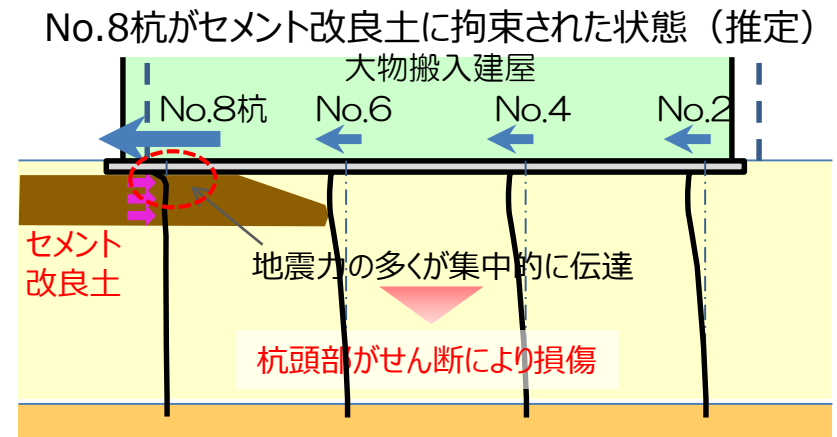 No.8杭がセメント改良土に拘束された状態（推定）
大物搬入建屋
No.8杭
No.6
No.4
No.2
セメント
改良土
地震力の多くが集中的に伝達
杭頭部がせん断により損傷